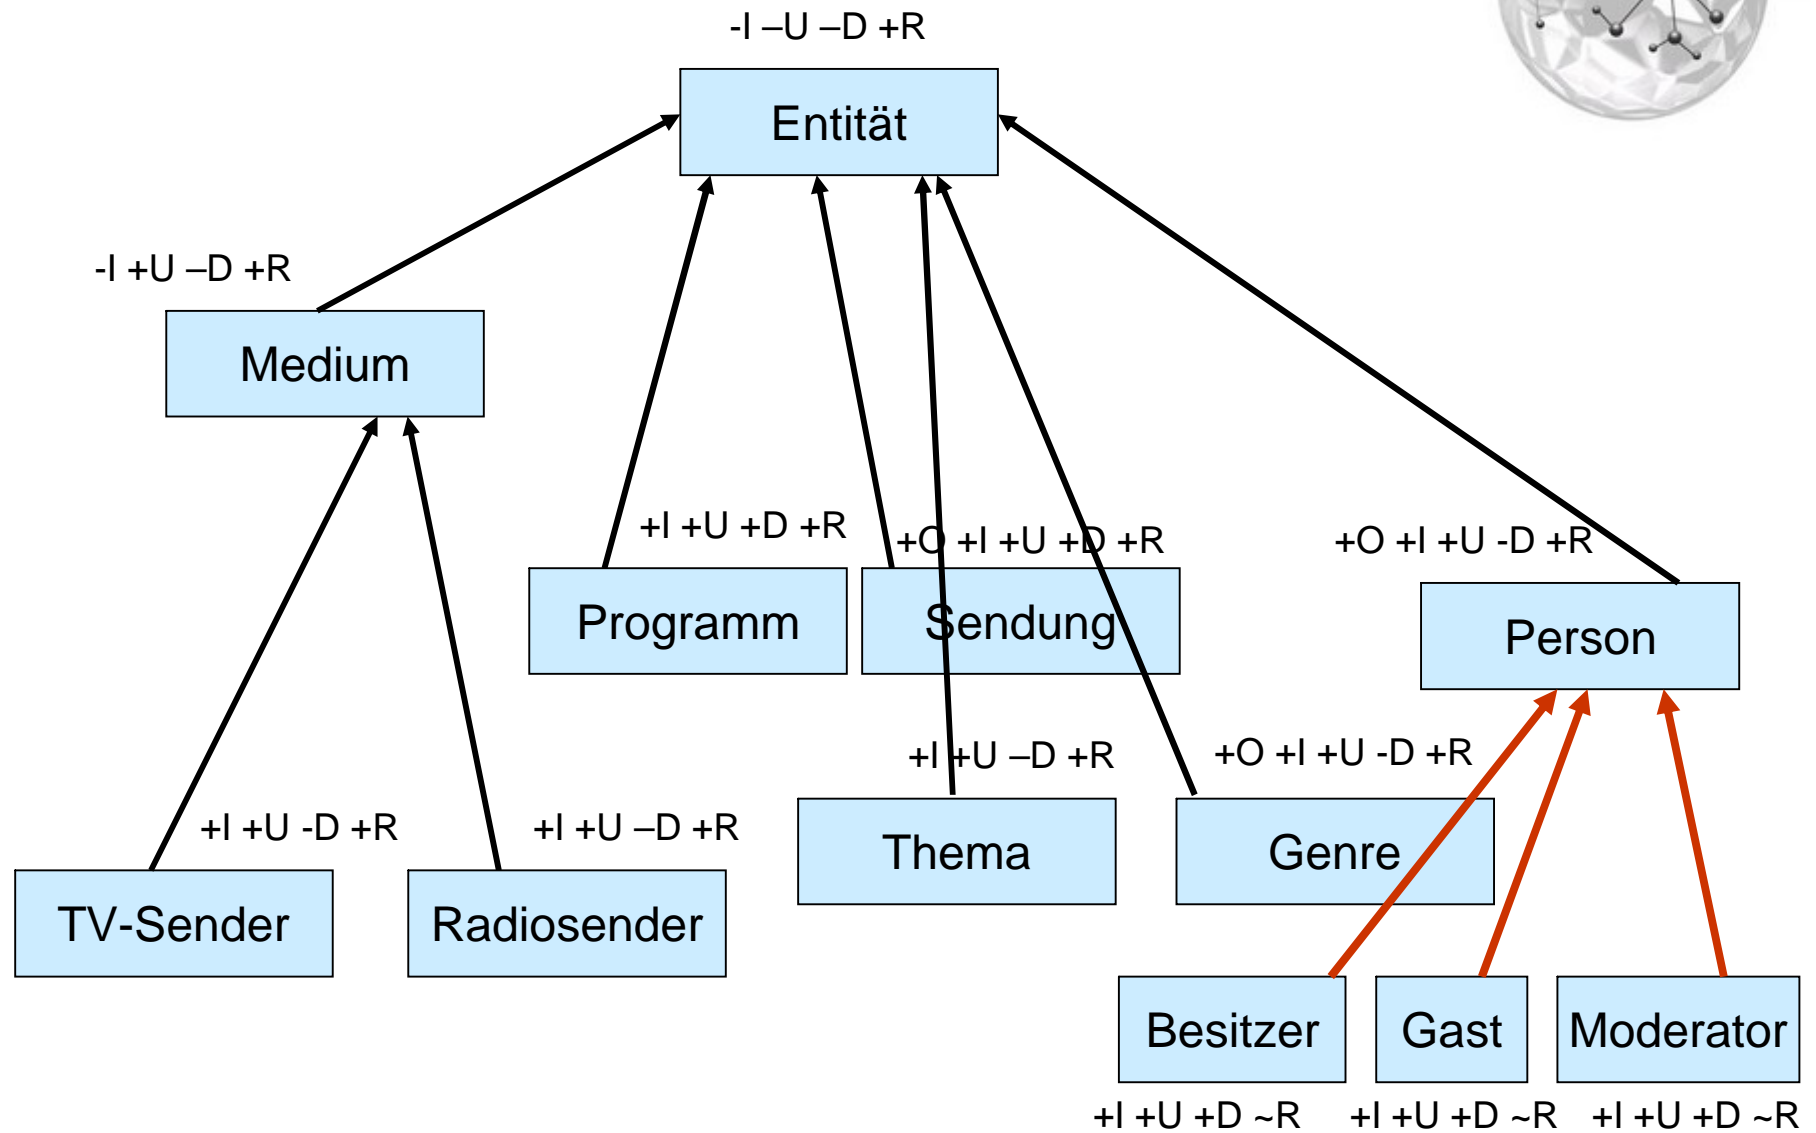 -I –U –D +R
Entität
-I +U –D +R
Medium
+I +U +D +R
+O +I +U +D +R
+O +I +U -D +R
Programm
Sendung
Person
+I +U –D +R
+O +I +U -D +R
+I +U -D +R
+I +U –D +R
Thema
Genre
TV-Sender
Radiosender
Besitzer
Gast
Moderator
+I +U +D ~R
+I +U +D ~R
+I +U +D ~R